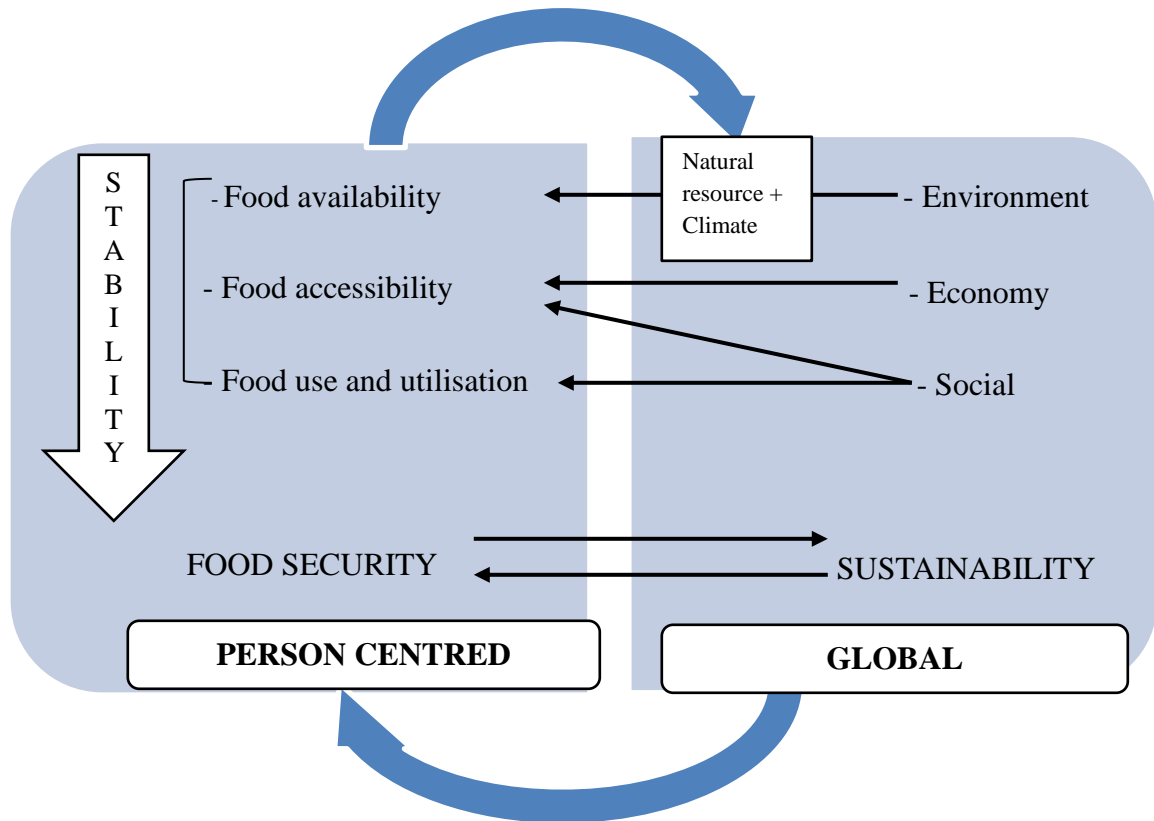 STABILITY
- Food availability
- Food accessibility
- Food use and utilisation
Natural
resource +
Climate
- Environment
- Economy
- Social
FOOD SECURITY
SUSTAINABILITY
PERSON CENTRED
GLOBAL